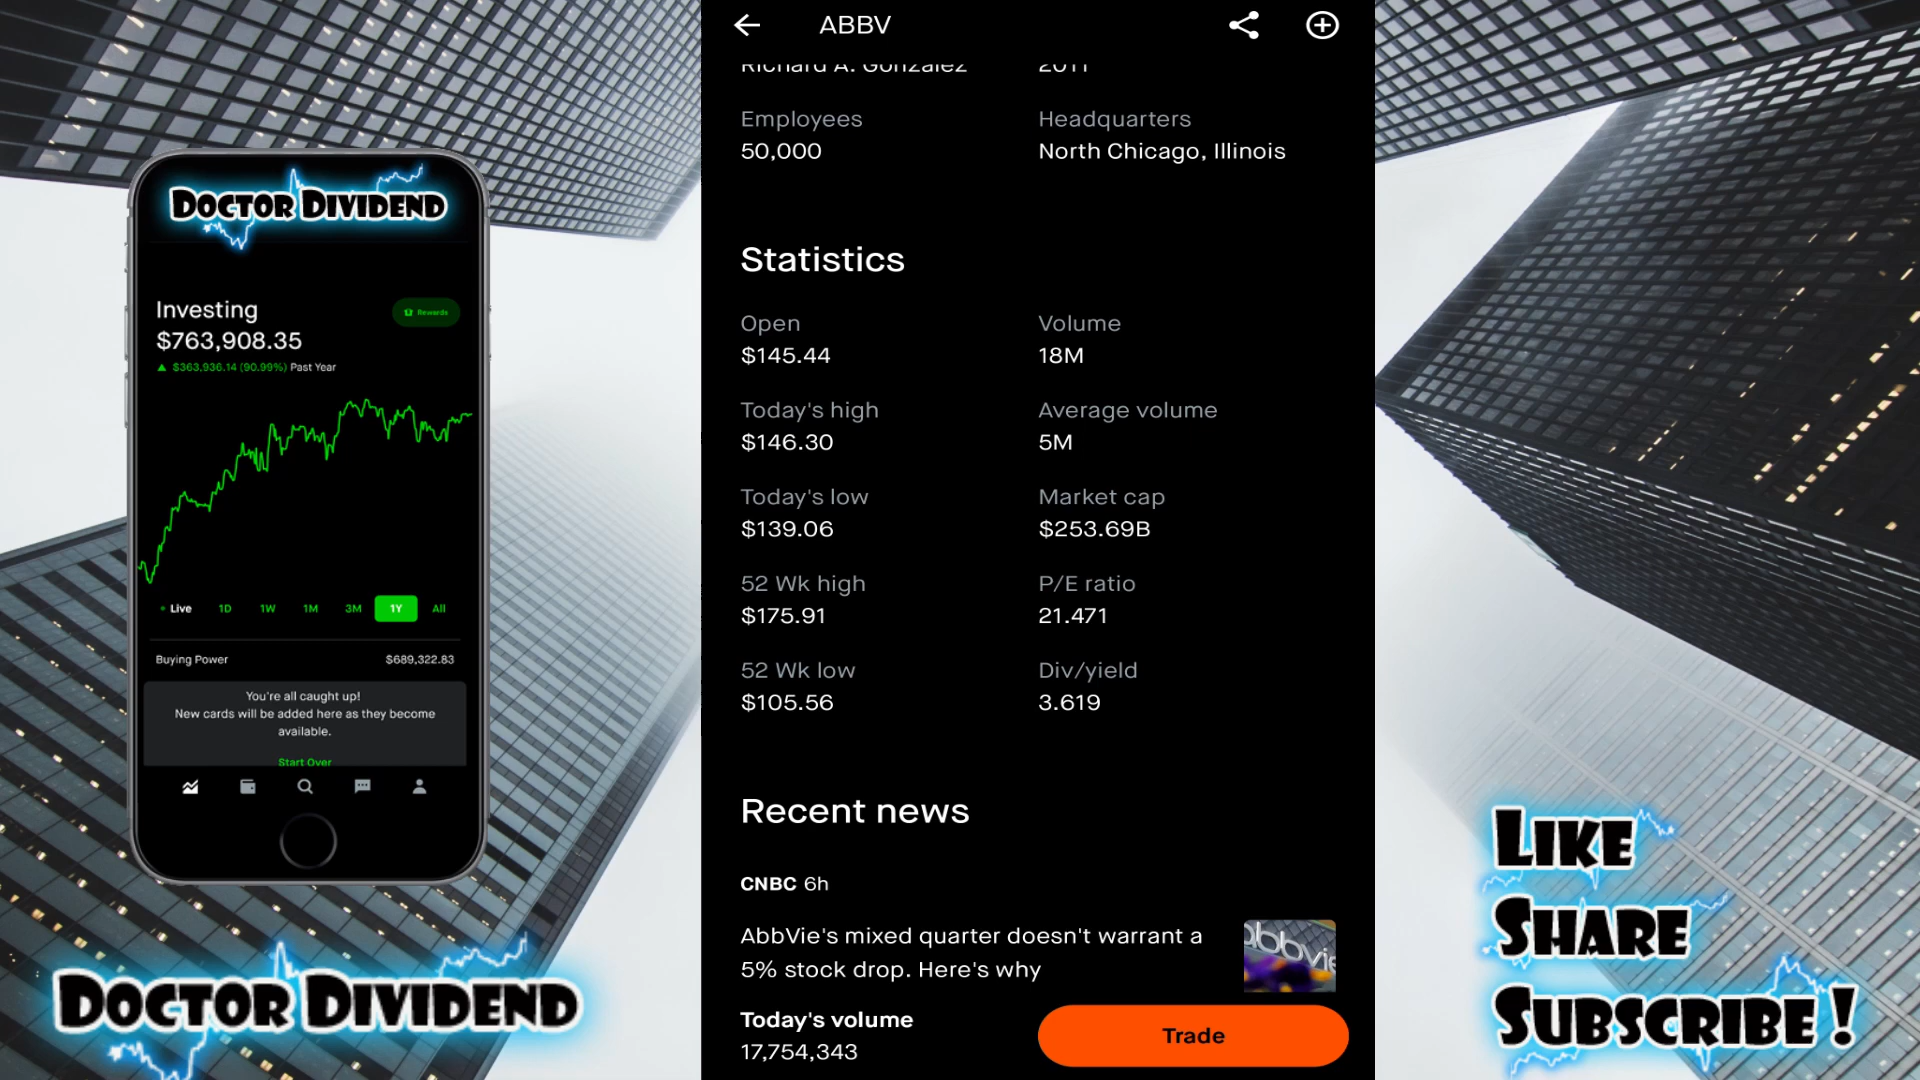 DOCTOR DIVIDEND
Investing
Rewards
$763,908.35
$363,936.14 (90.99%) Past Year
Live 1D 1W 1M 3M 1Y All
Buying Power $689,322.83
You're all caught up!
New cards will be added here as they become
available.
Start Over
DOCTOR DIVIDEND
ABBV
Richard A. Gonzalez 2011
Employees Headquarters
50,000 North Chicago, Illinois
Statistics
Open Volume
$145.44 18M
Today's high Average volume
$146.30 5M
Today's low Market cap
$139.06 $253.69B
52 Wk high P/E ratio
$175.91 21.471
52 Wk low Div/yield
$105.56 3.619
Recent news
CNBC 6h
AbbVie's mixed quarter doesn't warrant a
5% stock drop. Here's why
abbvie
Today's volume
17,754,343
Trade
LIKE
SHARE
SUBSCRIBE !